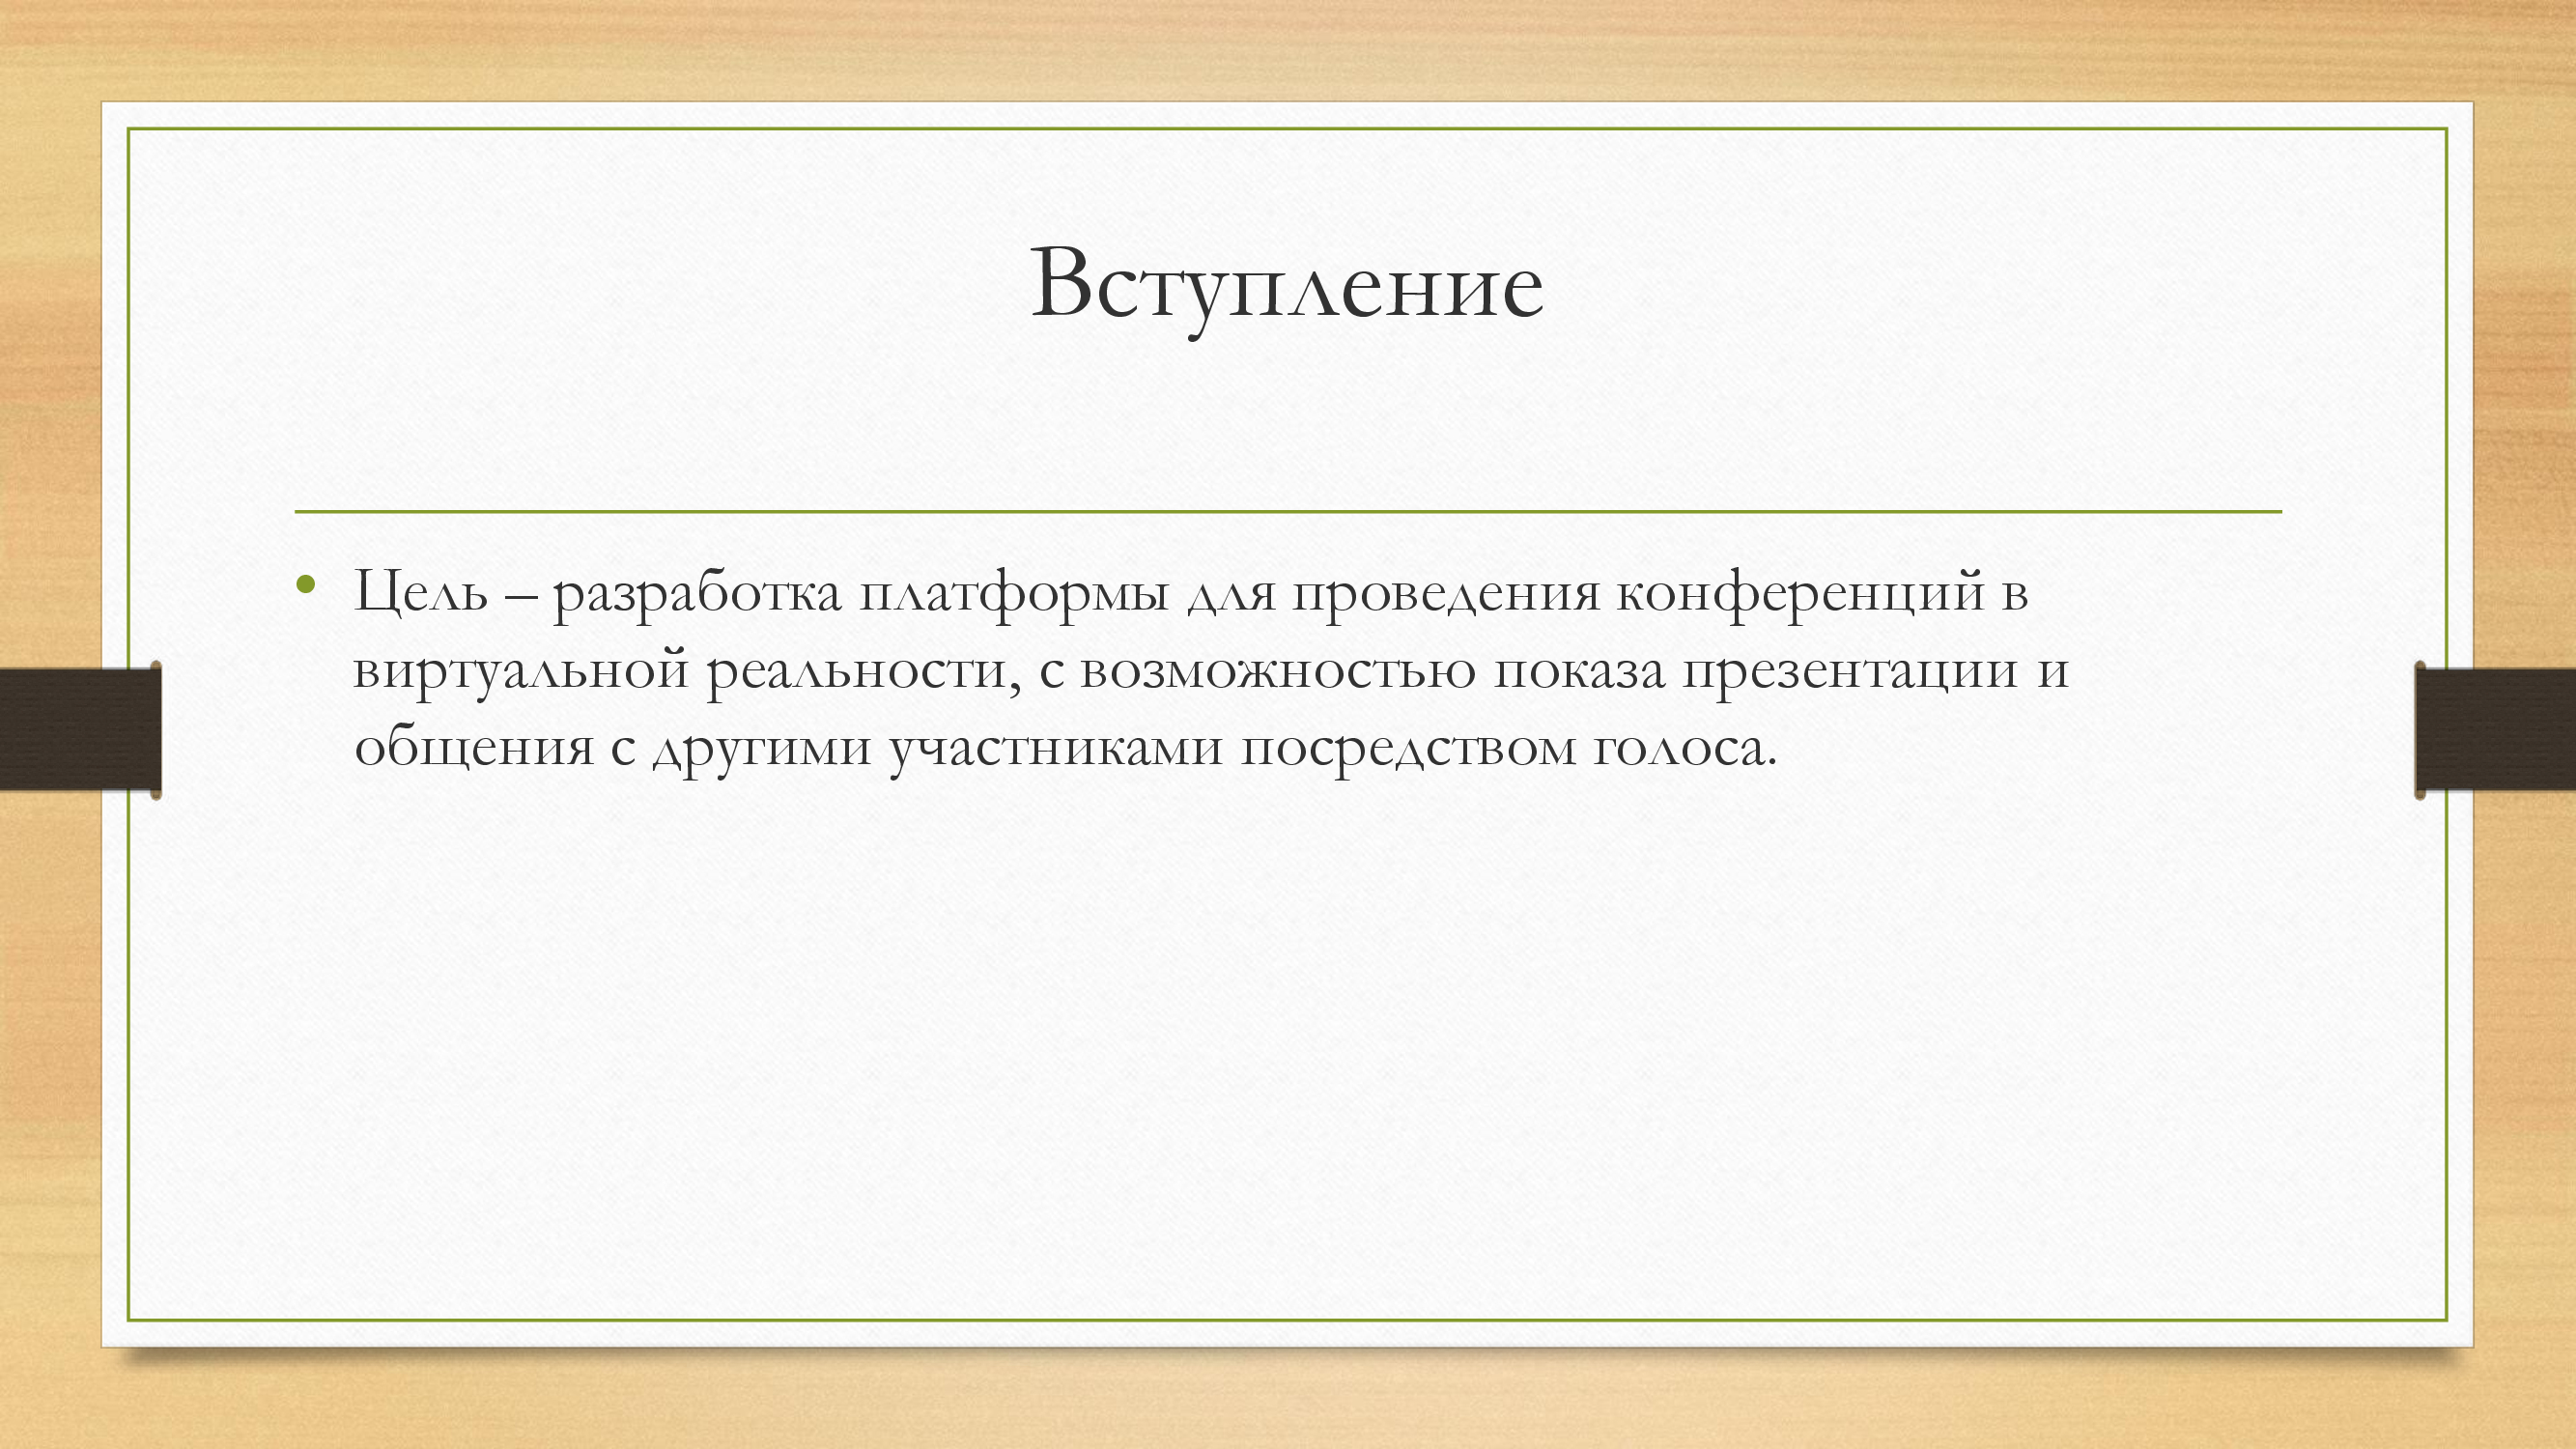 Вступление
• Цель – разработка платформы для проведения конференций в
виртуальной реальности, с возможностью показа презентации и
общения с другими участниками посредством голоса.